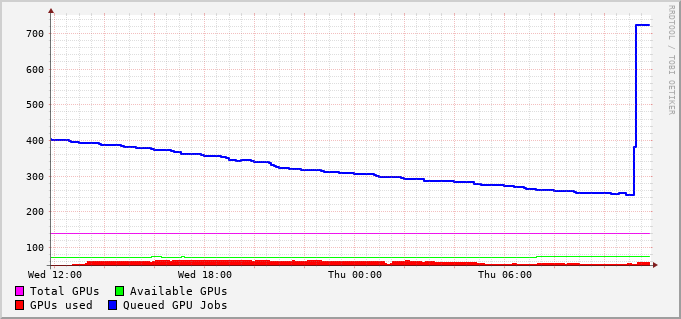 RRDTOOL / TOBI OETIKER
700
600
500
400
300
200
100
Wed 12:00 Wed 18:00 Thu 00:00 Thu 06:00
Total GPUs Available GPUs
GPUs used Queued GPU Jobs